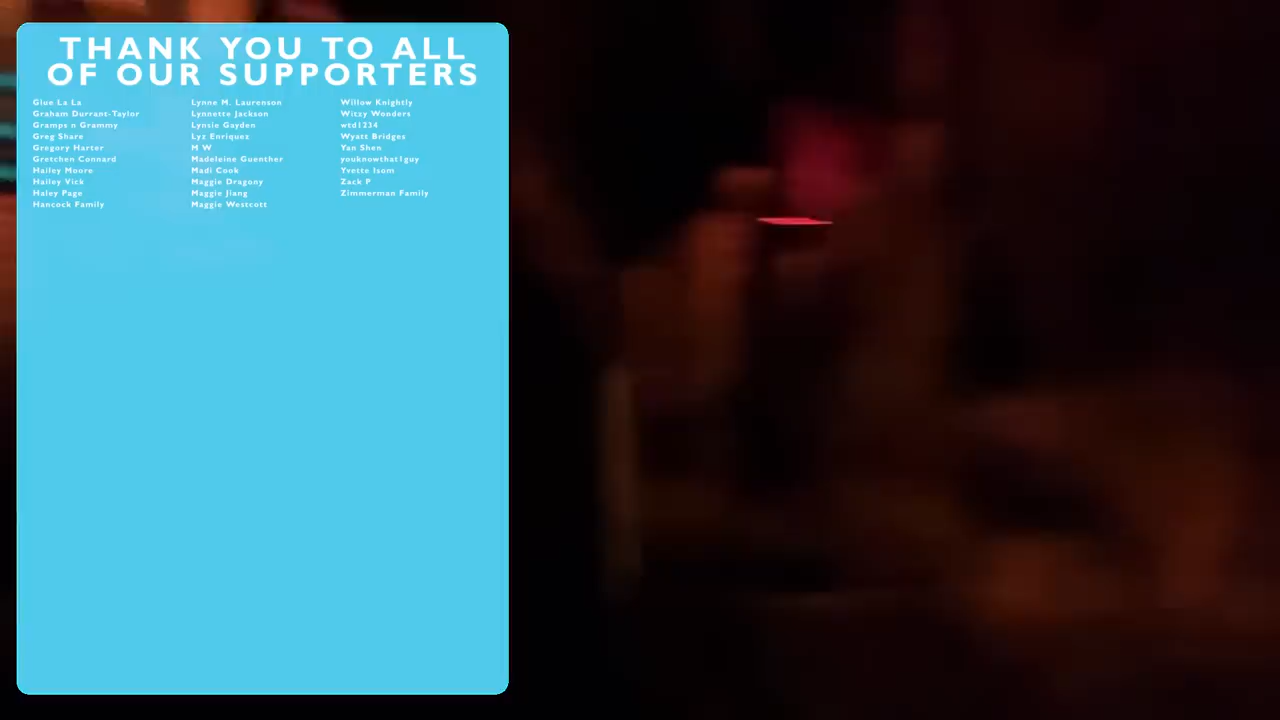 THANK YOU TO ALL
OF OUR SUPPORTERS
Glue La La
Graham Durrant-Taylor
Gramps n Grammy
Greg Share
Gregory Harter
Gretchen Connard
Hailey Moore
Hailey Vick
Haley Page
Hancock Family
Lynne M. Laurenson
Lynnette Jackson
Lynsie Gayden
Lyz Enriquez
M W
Madeleine Guenther
Madi Cook
Maggie Dragony
Maggie Jiang
Maggie Westcott
Willow Knightly
Witzy Wonders
wtd1234
Wyatt Bridges
Yan Shen
youknowthat1guy
Yvette Isom
Zack P
Zimmerman Family